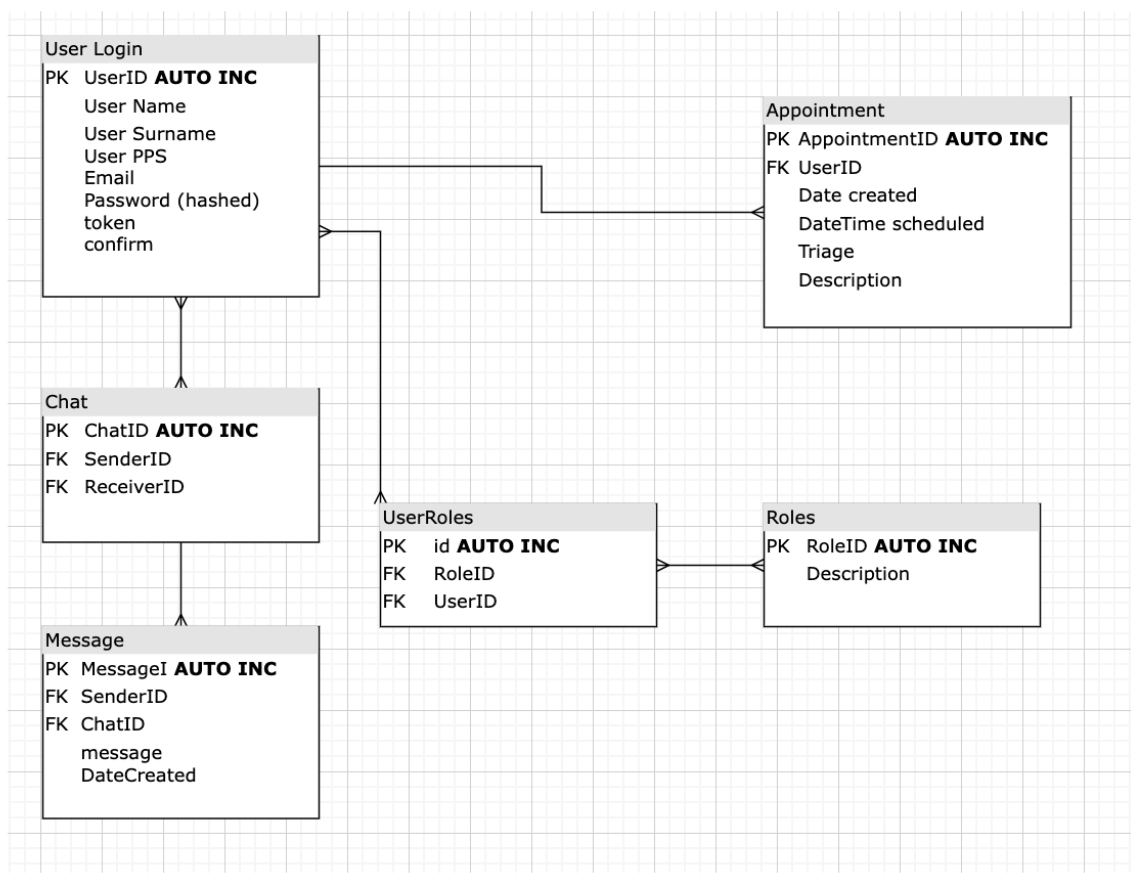 User Login
PK UserID AUTO INC
User Name
User Surname
User PPS
Email
Password (hashed)
token
confirm
Appointment
PK AppointmentID AUTO INC
FK UserID
Date created
DateTime scheduled
Triage
Description
Chat
PK ChatID AUTO INC
FK SenderID
FK ReceiverID
UserRoles
PK id AUTO INC
FK RoleID
FK UserID
Roles
PK RoleID AUTO INC
Description
Message
PK MessageI AUTO INC
FK SenderID
FK ChatID
message
DateCreated